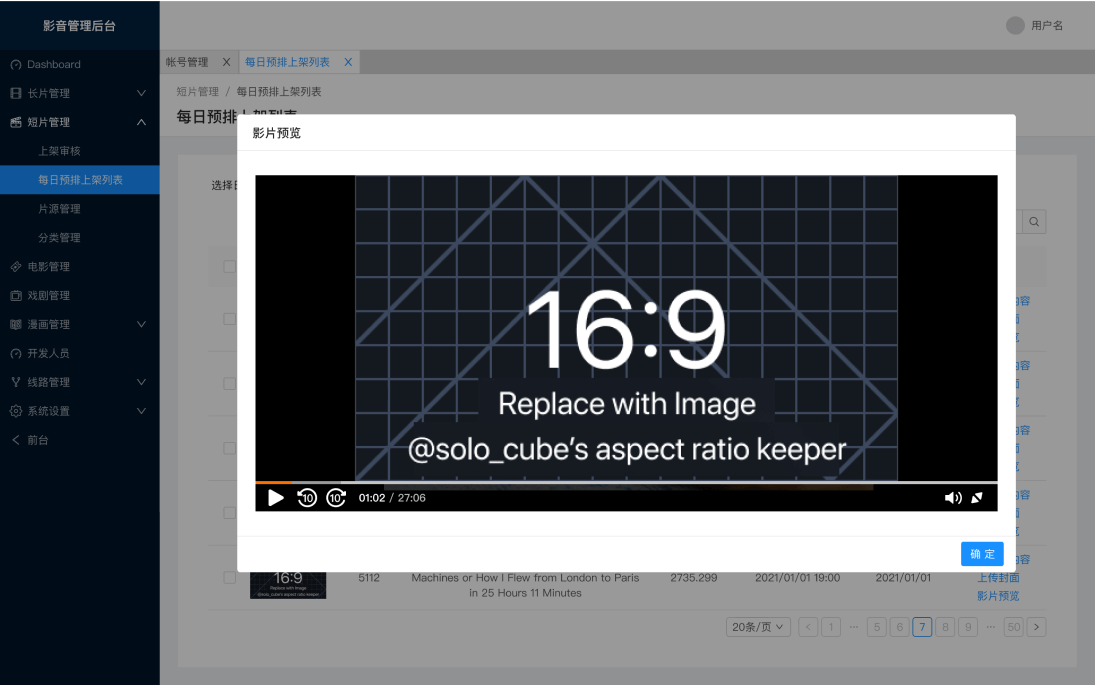 影音管理后台
用户名
Dashboard
长片管理
短片管理
上架审核
每日预排上架列表
片源管理
分类管理
电影管理
戏剧管理
漫画管理
开发人员
线路管理
系统设置
前台
帐号管理 X 每日预排上架列表 X
短片管理 / 每日预排上架列表
每日预排上架列表
影片预览
选择
16:9
Replace with Image
@solo_cube's aspect ratio keeper
10 10 01:02 / 27:06
确 定
16:9
Replace with Image
@solo_cube's aspect ratio keeper
5112 Machines or How I Flew from London to Paris in 25 Hours 11 Minutes 2735.299 2021/01/01 19:00 2021/01/01
上传封面
影片预览
20条/页 < 1 ··· 5 6 7 8 9 ··· 50 >